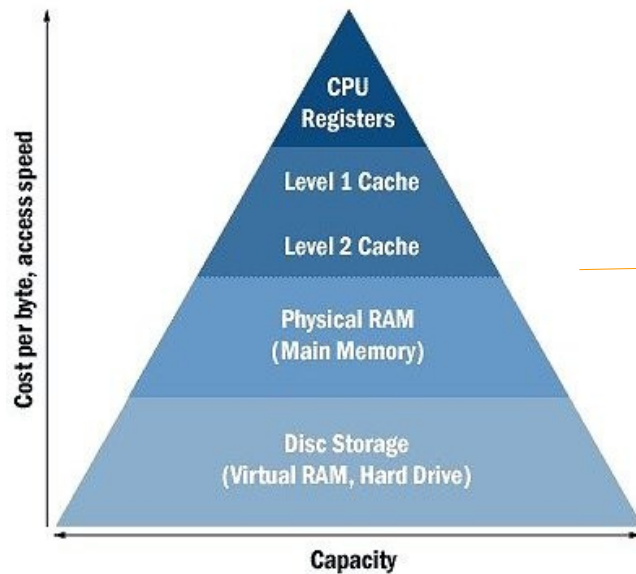 Cost per byte, access speed
CPU
Registers
Level 1 Cache
Level 2 Cache
Physical RAM
(Main Memory)
Disc Storage
(Virtual RAM, Hard Drive)
Capacity